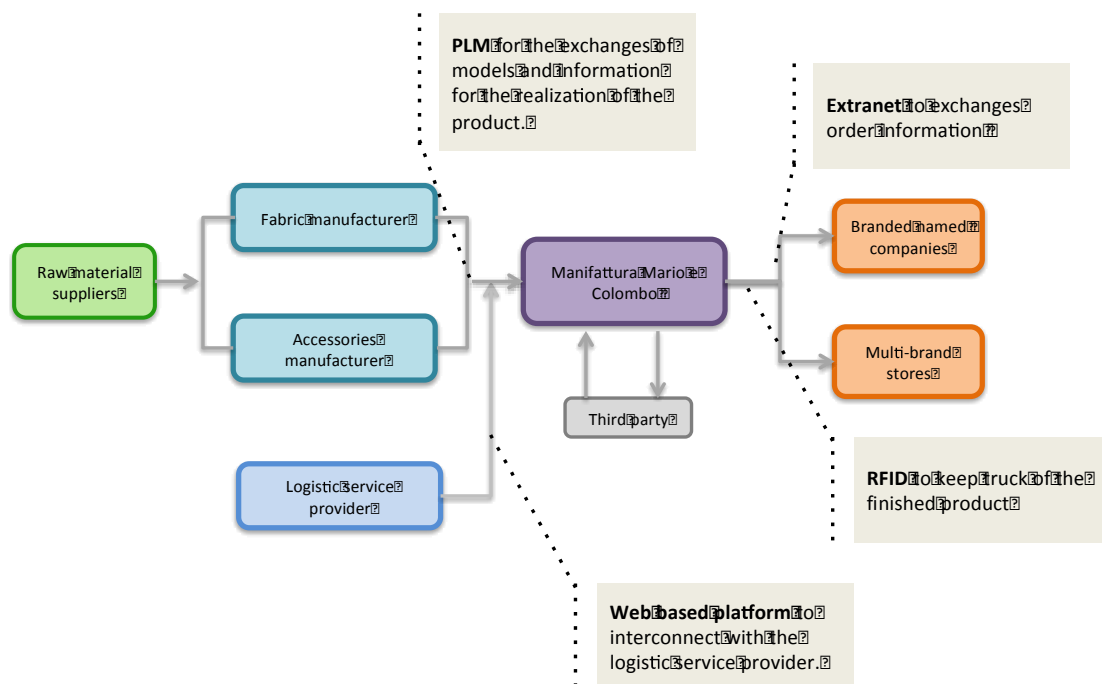 PLM for the exchanges of
models and information
for the realization of the
product.
Extranet to exchanges
order information
Fabric manufacturer
Branded named
companies
Raw material
suppliers
Manifattura Mario e
Colombo
Accessories
manufacturer
Multi-brand
stores
Third party
Logistic service
provider
RFID to keep truck of the
finished product
Web based platform to
interconnect with the
logistic service provider.